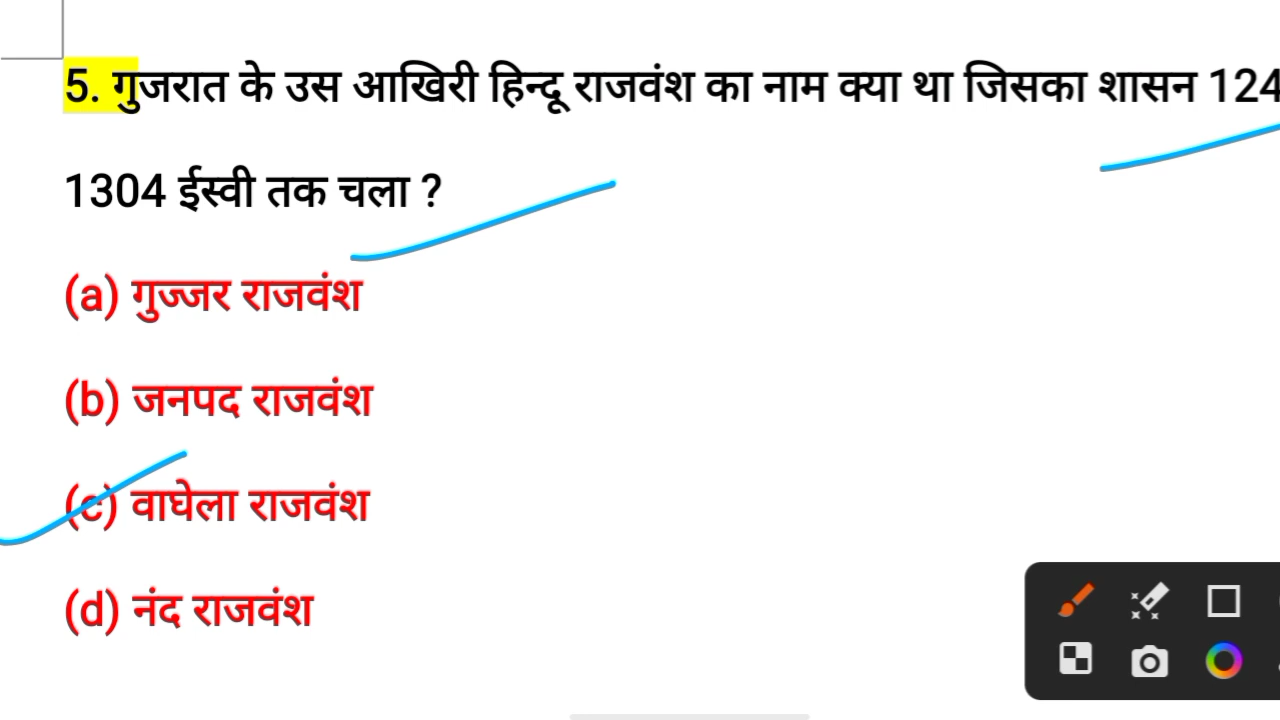 5. गुजरात के उस आखिरी हिन्दू राजवंश का नाम क्या था जिसका शासन 124
1304 ईस्वी तक चला ?
(a) गुज्जर राजवंश
(b) जनपद राजवंश
(c) वाघेला राजवंश
(d) नंद राजवंश